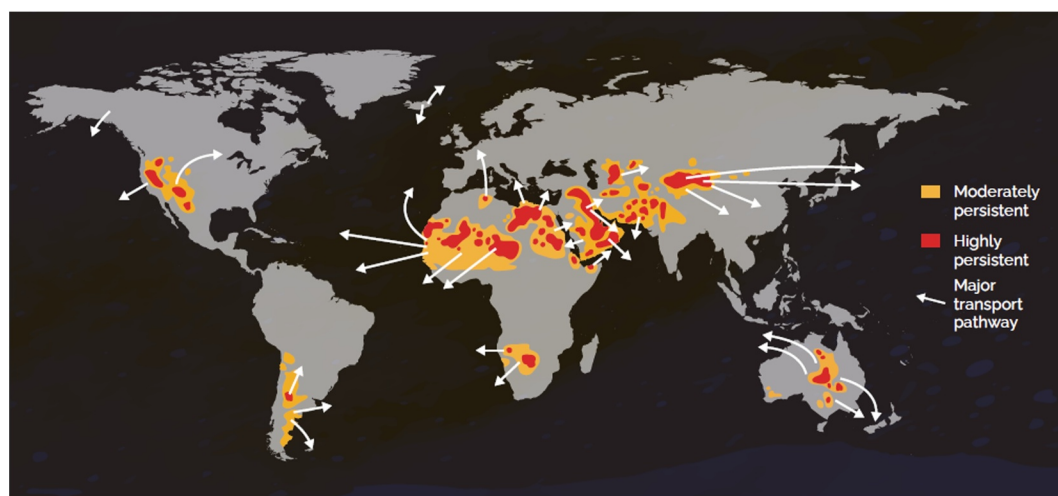 Moderately
persistent
Highly
persistent
Major
transport
pathway